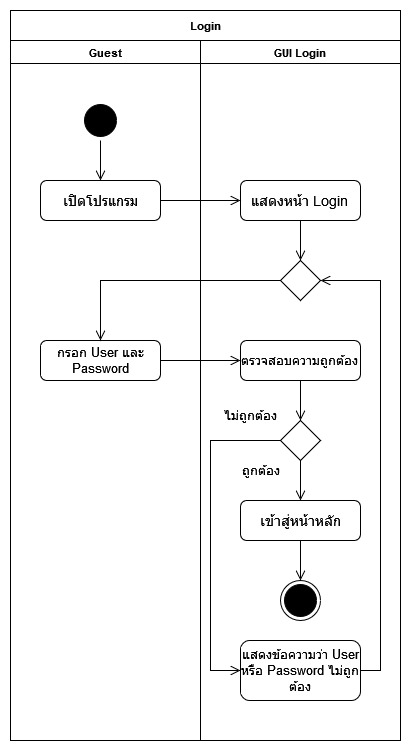 Login
Guest
GUI Login
เปิดโปรแกรม
แสดงหน้า Login
กรอก User และ
Password
ตรวจสอบความถูกต้อง
ไม่ถูกต้อง
ถูกต้อง
เข้าสู่หน้าหลัก
แสดงข้อความว่า User
หรือ Password ไม่ถูก
ต้อง